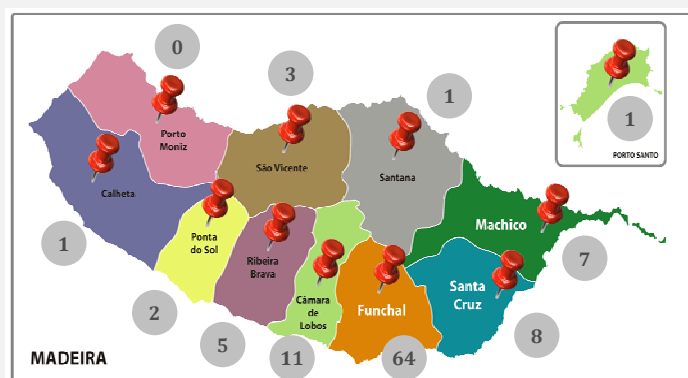 0
3
1
1
PORTO SANTO
Porto
Moniz
São Vicente
Santana
Calheta
Machico
Ponta
do Sol
1
Ribeira
Brava
7
Santa
Cruz
Câmara
de
Lobos
Funchal
2
5
11
64
8
MADEIRA